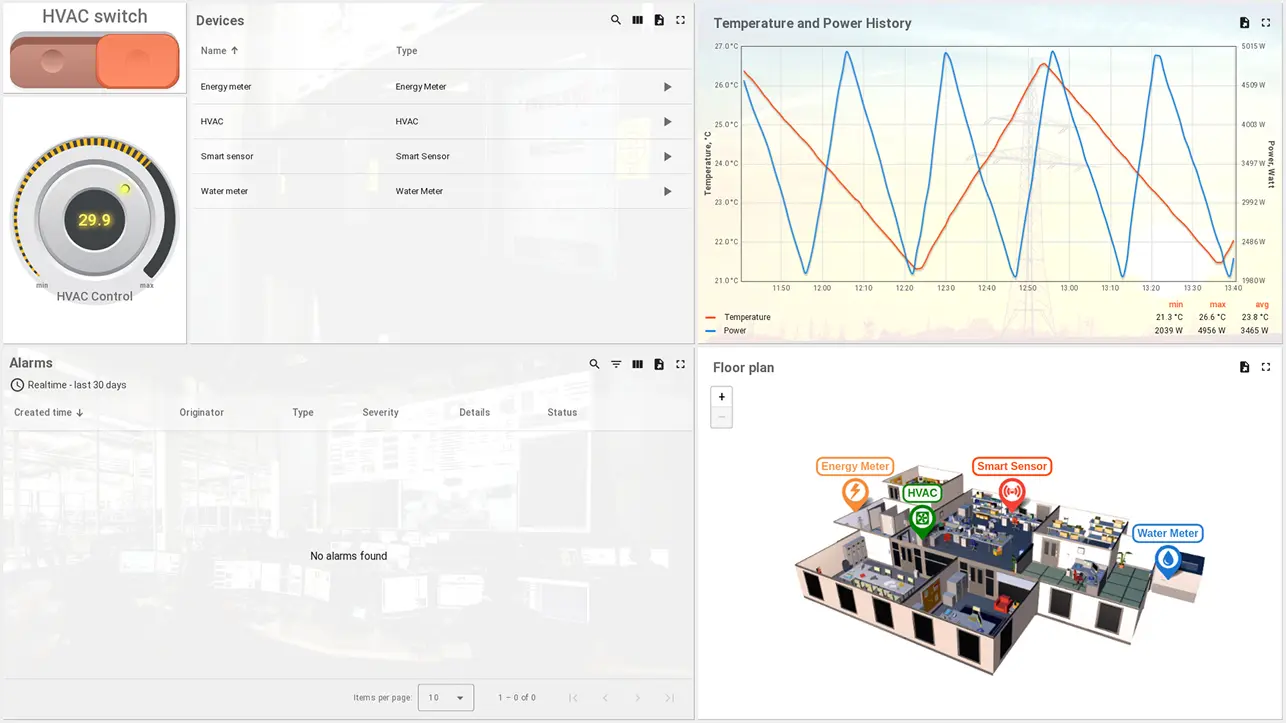 HVAC switch
29.9
min
max
HVAC Control
Devices
Name ↑ Type
Energy meter Energy Meter
HVAC HVAC
Smart sensor Smart Sensor
Water meter Water Meter
Temperature and Power History
27.0°C
26.0°C
25.0°C
24.0°C
23.0°C
22.0°C
21.0°C
Temperature, °C
5015 W
4509 W
4003 W
3497 W
2992 W
2486 W
1980 W
Power, Watt
11:50 12:00 12:10 12:20 12:30 12:40 12:50 13:00 13:10 13:20 13:30 13:40
min max avg
Temperature 21.3 °C 26.6 °C 23.8 °C
Power 2039 W 4956 W 3465 W
Alarms
Realtime - last 30 days
Created time ↓ Originator Type Severity Details Status
No alarms found
Items per page: 10 1 – 0 of 0
Floor plan
+
−
Energy Meter
Smart Sensor
HVAC
Water Meter